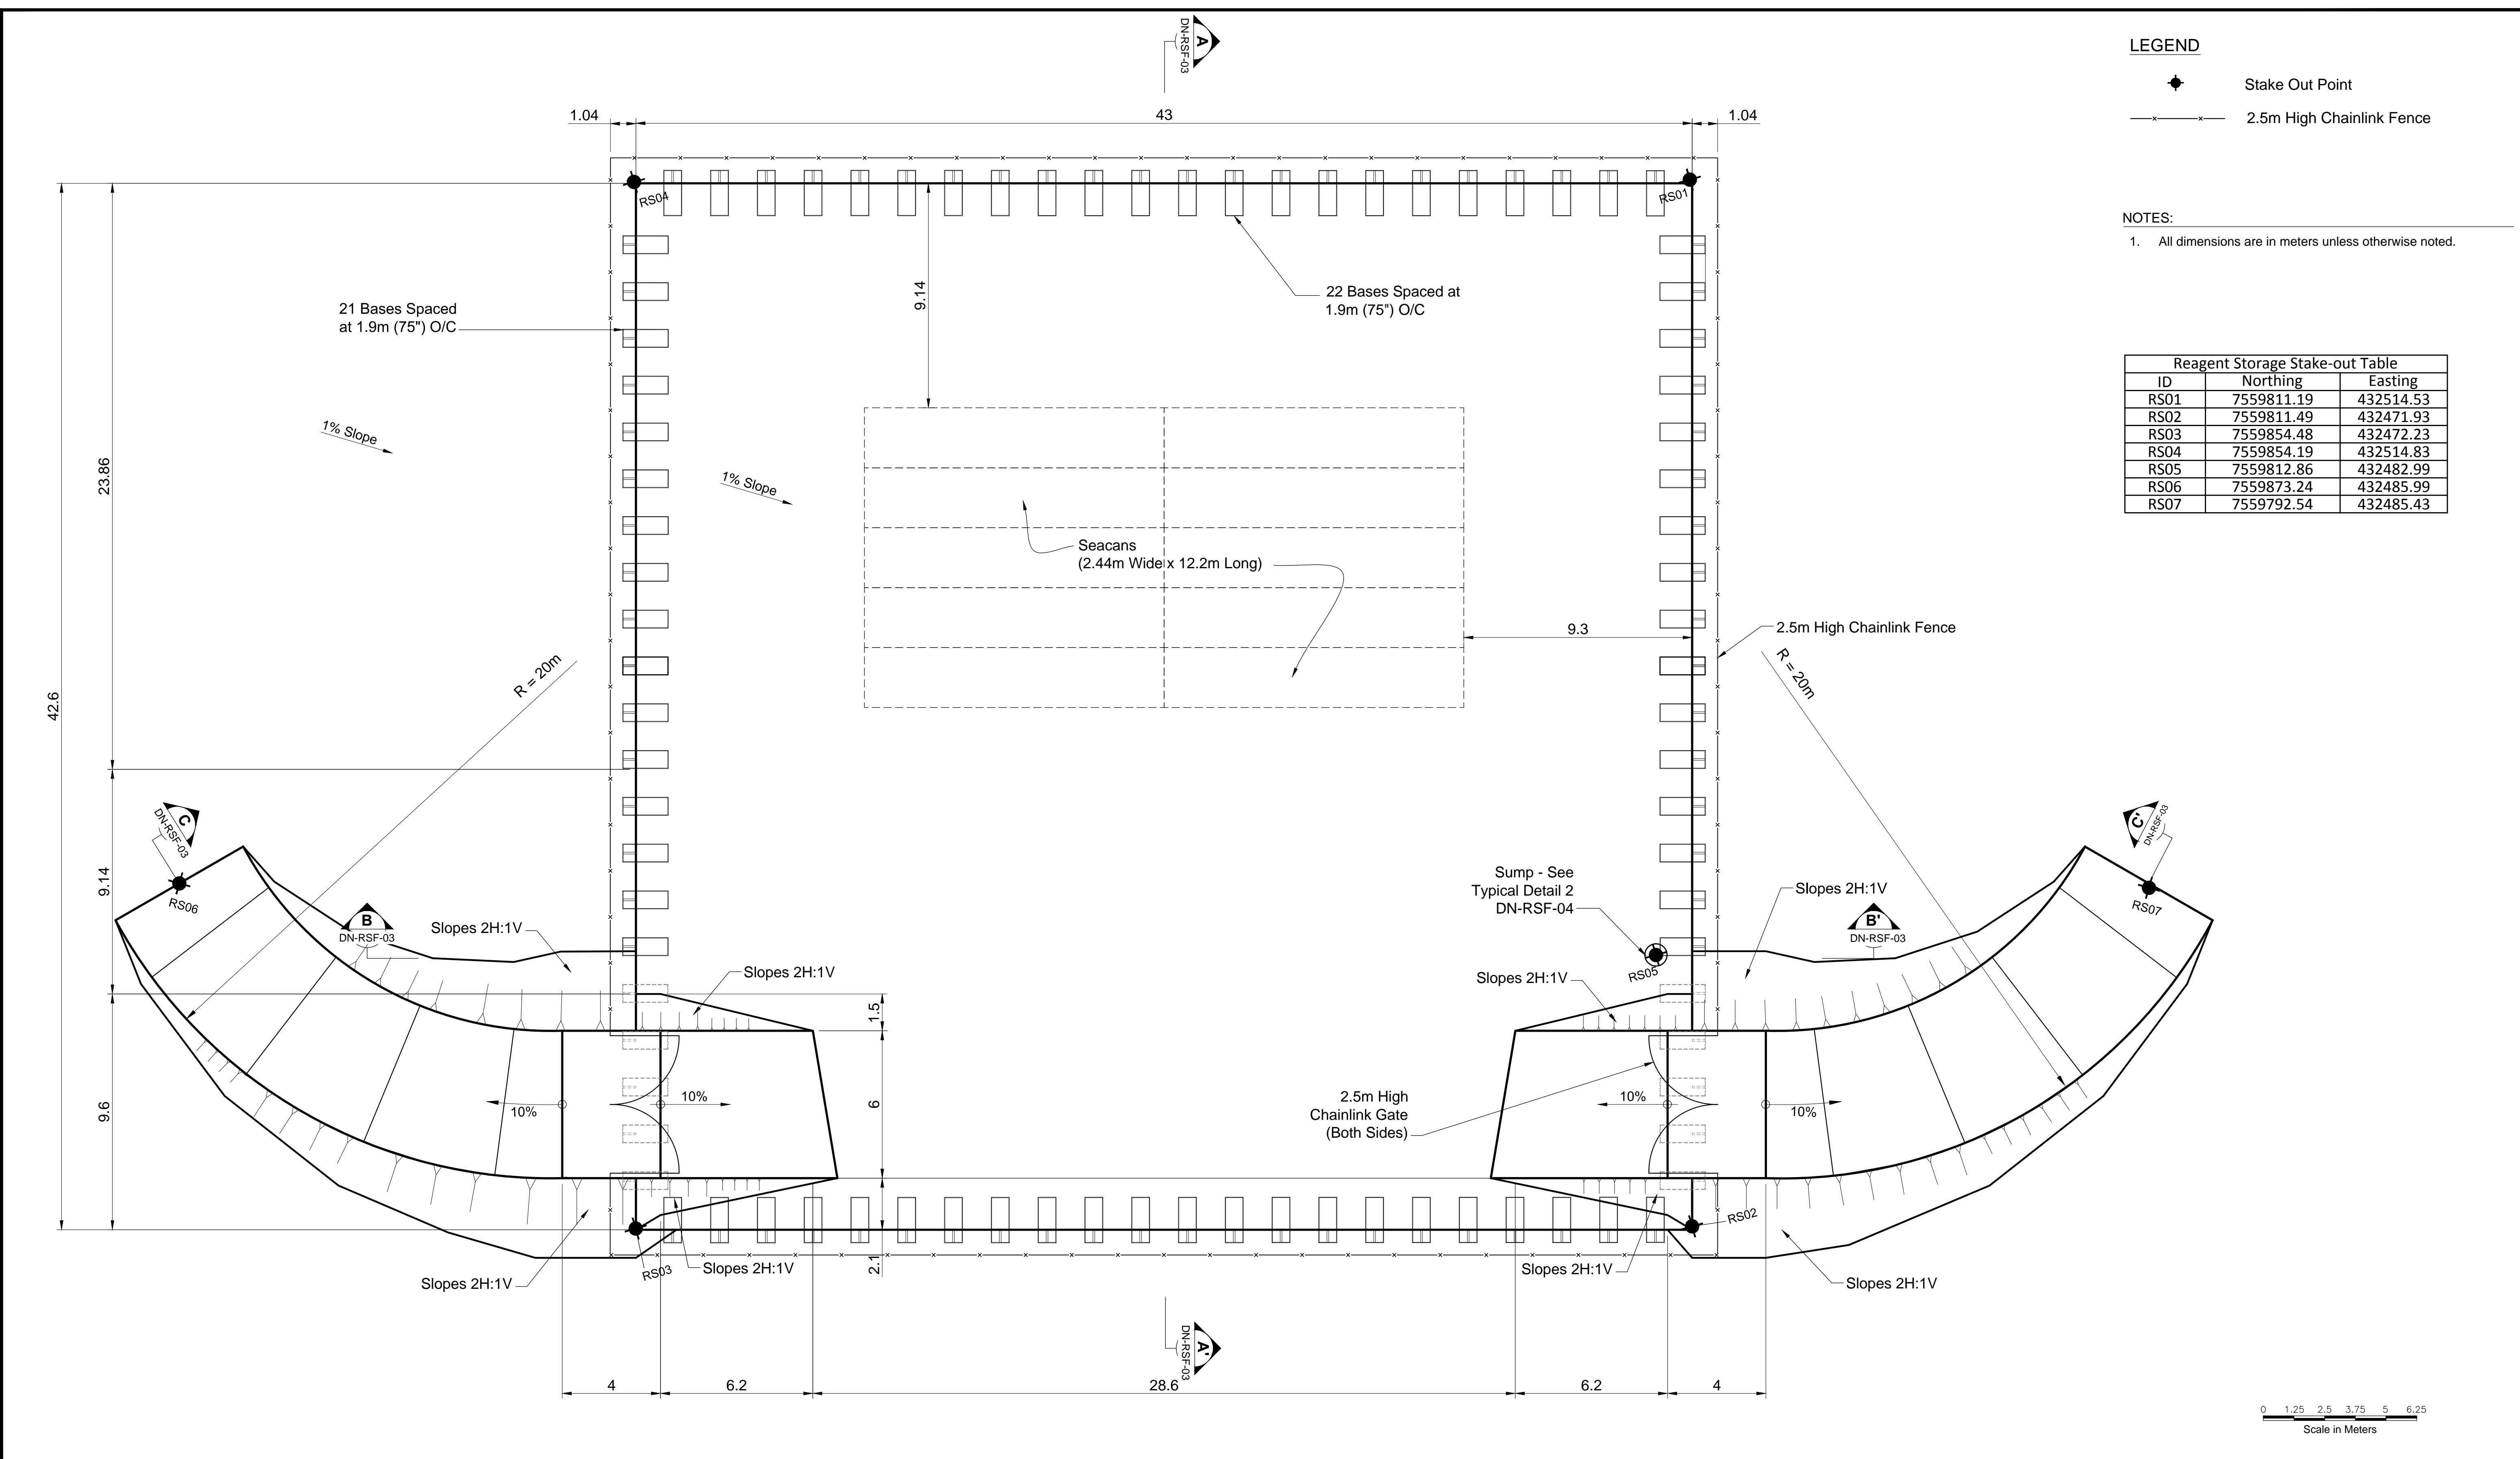 A
DN-RSF-03
LEGEND
Stake Out Point
2.5m High Chainlink Fence
NOTES:
1. All dimensions are in meters unless otherwise noted.
Reagent Storage Stake-out Table
ID Northing Easting
RS01 7559811.19 432514.53
RS02 7559811.49 432471.93
RS03 7559854.48 432472.23
RS04 7559854.19 432514.83
RS05 7559812.86 432482.99
RS06 7559873.24 432485.99
RS07 7559792.54 432485.43
1.04
43
1.04
RS04
RS01
9.14
22 Bases Spaced at
1.9m (75") O/C
21 Bases Spaced
at 1.9m (75") O/C
1% Slope
1% Slope
23.86
42.6
Seacans
(2.44m Wide x 12.2m Long)
9.3
2.5m High Chainlink Fence
R = 20m
R = 20m
C
DN-RSF-03
C'
DN-RSF-03
9.14
RS06
RS07
B
DN-RSF-03
Slopes 2H:1V
Slopes 2H:1V
Sump - See
Typical Detail 2
DN-RSF-04
RS05
Slopes 2H:1V
Slopes 2H:1V
B'
DN-RSF-03
1.5
9.6
10%
10%
6
2.5m High
Chainlink Gate
(Both Sides)
10%
10%
RS03
RS02
2.1
Slopes 2H:1V
Slopes 2H:1V
Slopes 2H:1V
Slopes 2H:1V
A'
DN-RSF-03
4
6.2
28.6
6.2
4
0 1.25 2.5 3.75 5 6.25
Scale in Meters